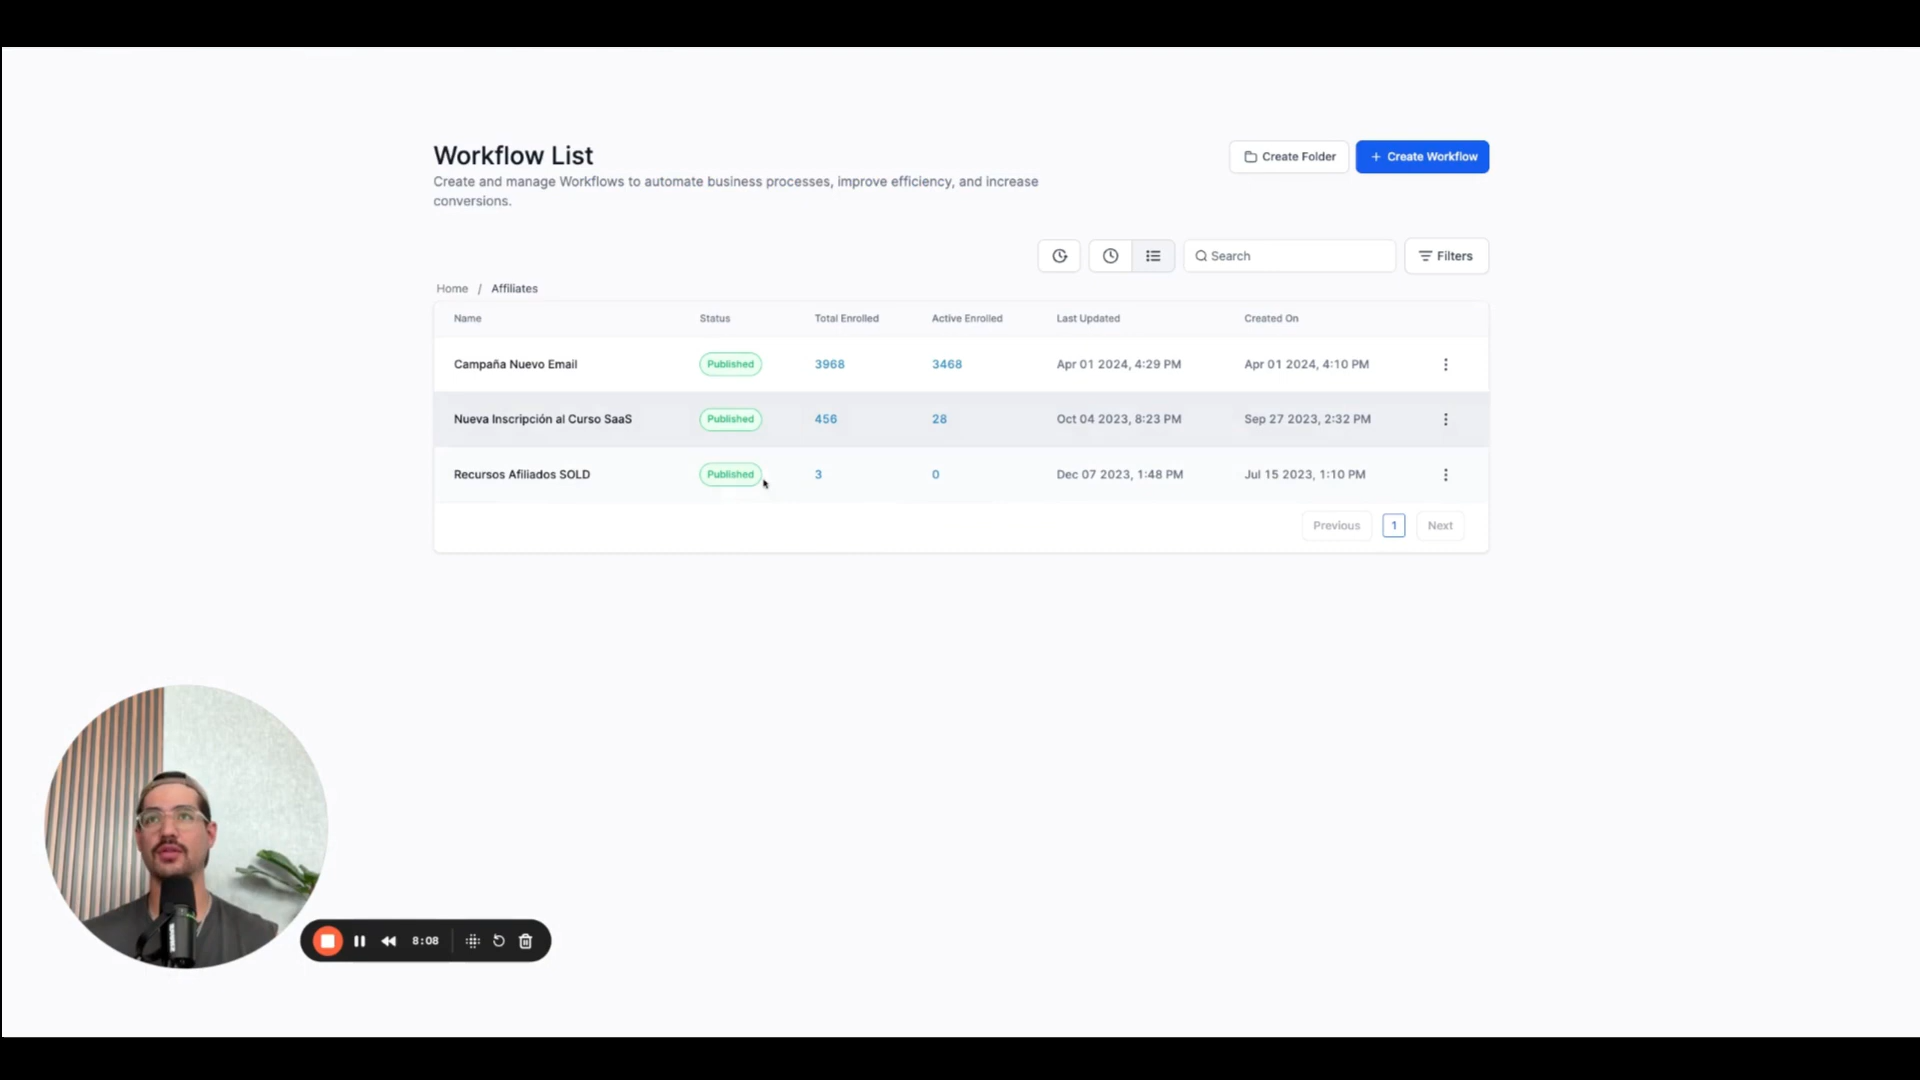 Workflow List
Create Folder
+ Create Workflow
Create and manage Workflows to automate business processes, improve efficiency, and increase
conversions.
Search
Filters
Home / Affiliates
Name Status Total Enrolled Active Enrolled Last Updated Created On
Campaña Nuevo Email Published 3968 3468 Apr 01 2024, 4:29 PM Apr 01 2024, 4:10 PM
Nueva Inscripción al Curso SaaS Published 456 28 Oct 04 2023, 8:23 PM Sep 27 2023, 2:32 PM
Recursos Afiliados SOLD Published 3 0 Dec 07 2023, 1:48 PM Jul 15 2023, 1:10 PM
Previous 1 Next
8:08